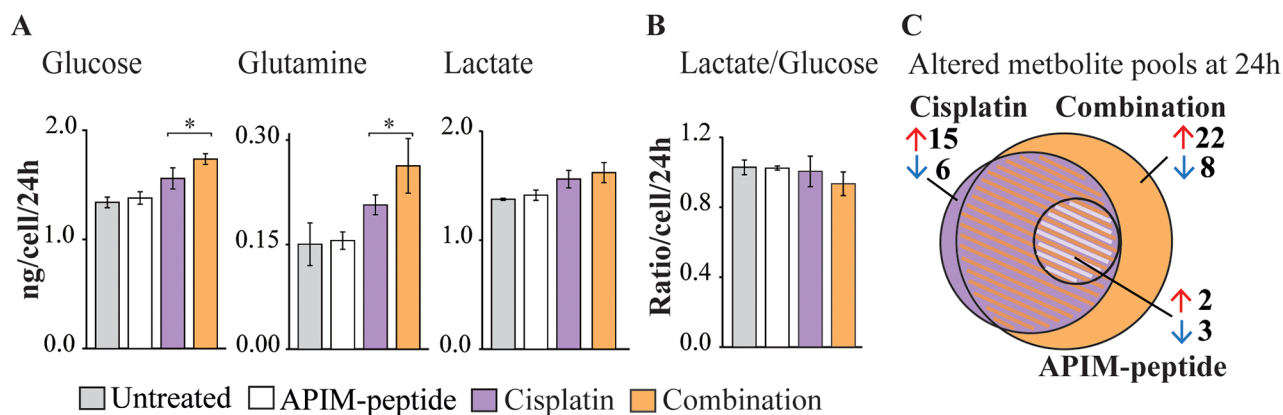 A
B
C
Glucose
Glutamine
Lactate
Lactate/Glucose
Altered metbolite pools at 24h
ng/cell/24h
2.0
1.0
0.0
*
0.30
0.15
0.00
*
2.0
1.0
0.0
Ratio/cell/24h
1.2
0.8
0.4
0.0
Cisplatin
↑15
↓6
Combination
↑22
↓8
↑2
↓3
APIM-peptide
Untreated APIM-peptide Cisplatin Combination